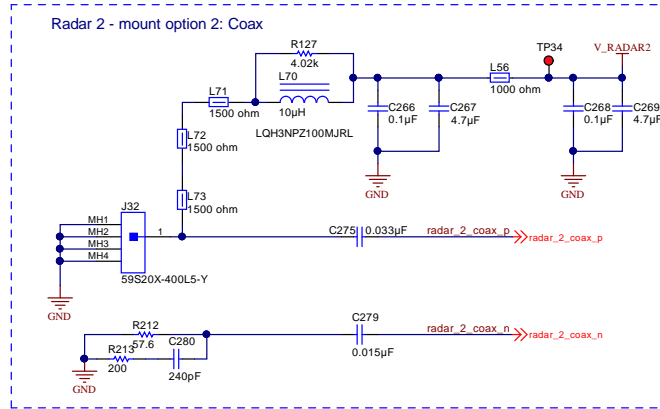 Radar 2 - mount option 2: Coax
R127
4.02k
TP34
V_RADAR2
L71
1500 ohm
L70
10µH
LQH3NPZ100MJRL
L56
1000 ohm
C266
0.1µF
C267
4.7µF
C268
0.1µF
C269
4.7µF
L72
1500 ohm
GND
GND
L73
1500 ohm
J32
MH1
MH2
MH3
MH4
1
59S20X-400L5-Y
C275
0.033µF
radar_2_coax_p
radar_2_coax_p
GND
R212
57.6
C280
240pF
R213
200
C279
0.015µF
radar_2_coax_n
radar_2_coax_n
GND